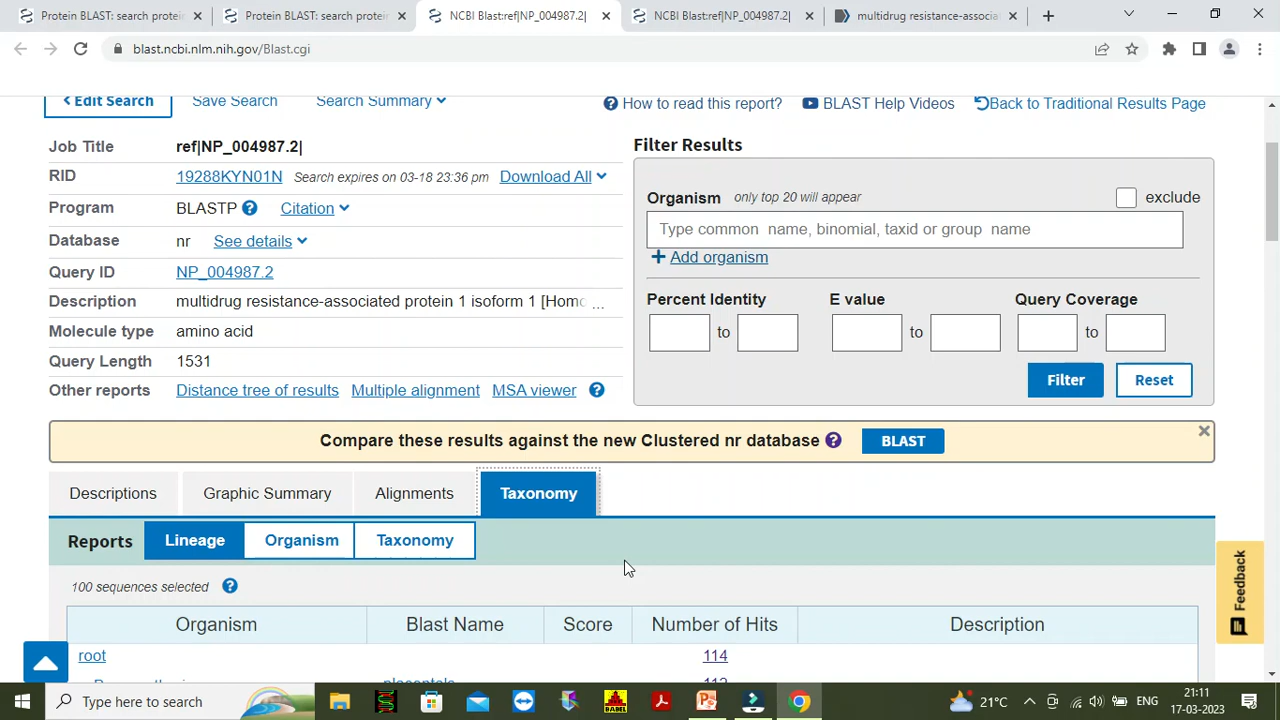 Protein BLAST: search protein
Protein BLAST: search protein
NCBI Blast:ref|NP_004987.2|
NCBI Blast:ref|NP_004987.2|
multidrug resistance-associa
blast.ncbi.nlm.nih.gov/Blast.cgi
Edit Search
Save Search
Search Summary
How to read this report?
BLAST Help Videos
Back to Traditional Results Page
Job Title ref|NP_004987.2|
RID 19288KYN01N Search expires on 03-18 23:36 pm Download All
Program BLASTP Citation
Database nr See details
Query ID NP_004987.2
Description multidrug resistance-associated protein 1 isoform 1 [Homo ...
Molecule type amino acid
Query Length 1531
Other reports Distance tree of results Multiple alignment MSA viewer
Filter Results
Organism only top 20 will appear exclude
Type common name, binomial, taxid or group name
+ Add organism
Percent Identity E value Query Coverage
to to to
Filter Reset
Compare these results against the new Clustered nr database BLAST
Descriptions Graphic Summary Alignments Taxonomy
Reports Lineage Organism Taxonomy
100 sequences selected
Organism Blast Name Score Number of Hits Description
root 114
Feedback
Type here to search
BABEL
21°C
ENG
21:11
17-03-2023